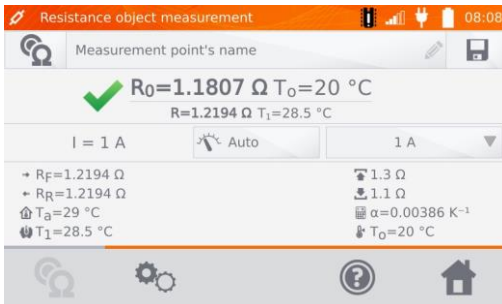 Resistance object measurement 08:08
Measurement point's name
R0=1.1807 Ω To=20 °C
R=1.2194 Ω T1=28.5 °C
I = 1 A Auto 1 A
→ RF=1.2194 Ω 1.3 Ω
← RR=1.2194 Ω 1.1 Ω
Ta=29 °C α=0.00386 K⁻¹
T1=28.5 °C To=20 °C